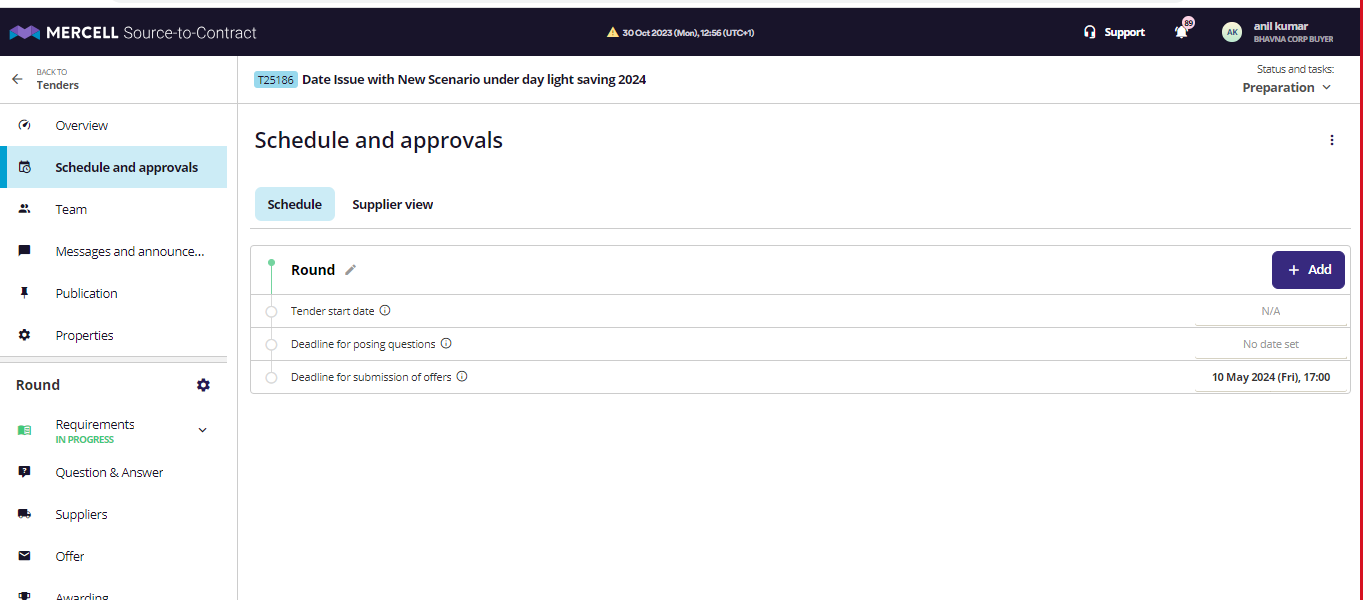 MERCELL Source-to-Contract
30 Oct 2023 (Mon), 12:56 (UTC+1)
Support
89
AK
anil kumar
BHAVNA CORP BUYER
BACK TO
Tenders
T25186 Date Issue with New Scenario under day light saving 2024
Status and tasks:
Preparation
Overview
Schedule and approvals
Team
Messages and announce...
Publication
Properties
Round
Requirements
IN PROGRESS
Question & Answer
Suppliers
Offer
Awarding
Schedule and approvals
Schedule
Supplier view
Round
+ Add
Tender start date
N/A
Deadline for posing questions
No date set
Deadline for submission of offers
10 May 2024 (Fri), 17:00